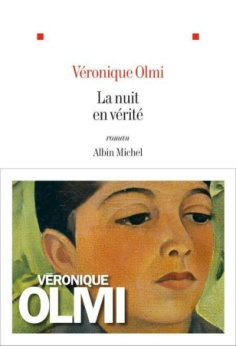 Véronique Olmi
La nuit
en vérité
roman
Albin Michel
VÉRONIQUE
OLMI